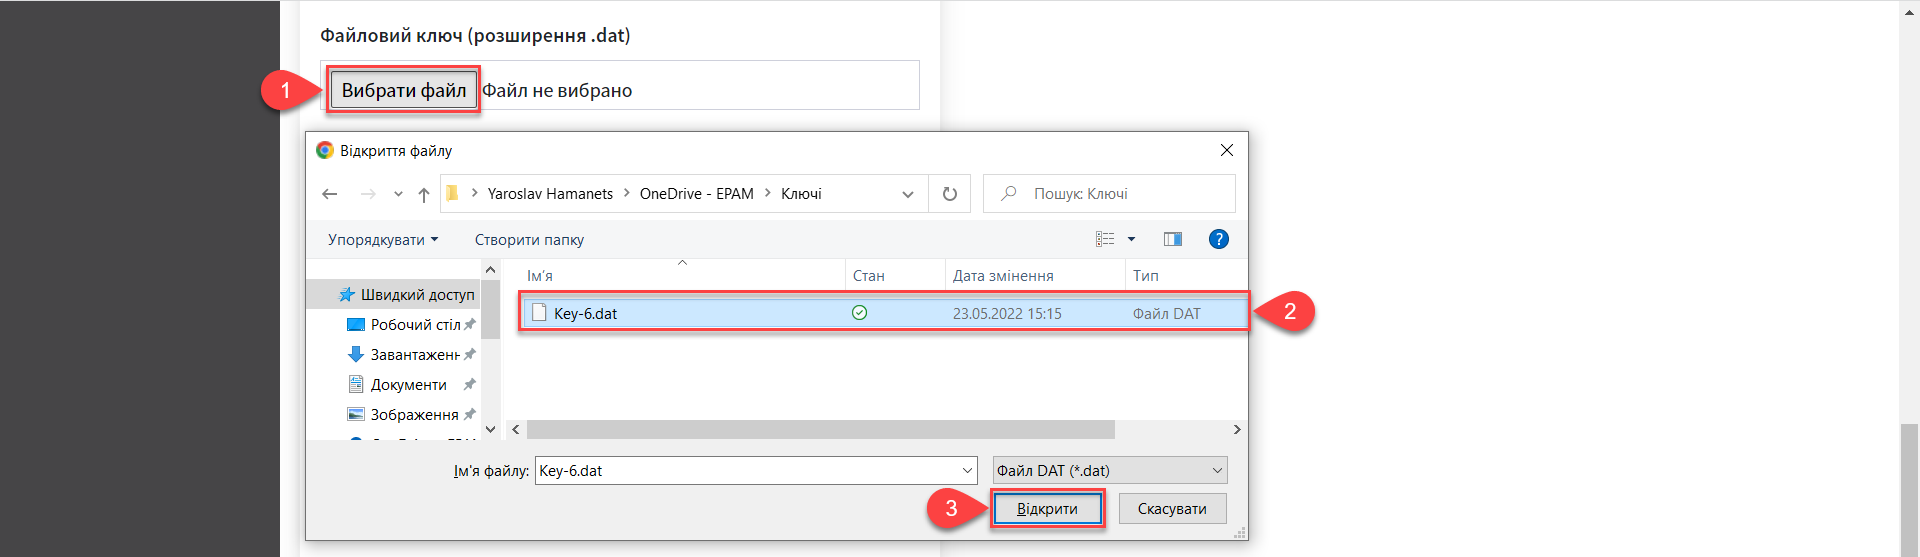 Файловий ключ (розширення .dat)
1 Вибрати файл Файл не вибрано
Відкриття файлу
Yaroslav Hamanets > OneDrive - EPAM > Ключі Пошук: Ключі
Упорядкувати Створити папку ?
Ім'я Стан Дата змінення Тип
Швидкий доступ
Key-6.dat 23.05.2022 15:15 Файл DAT 2
Робочий стіл
Завантажен
Документи
Зображення
Ім'я файлу: Key-6.dat Файл DAT (*.dat)
3 Відкрити Скасувати